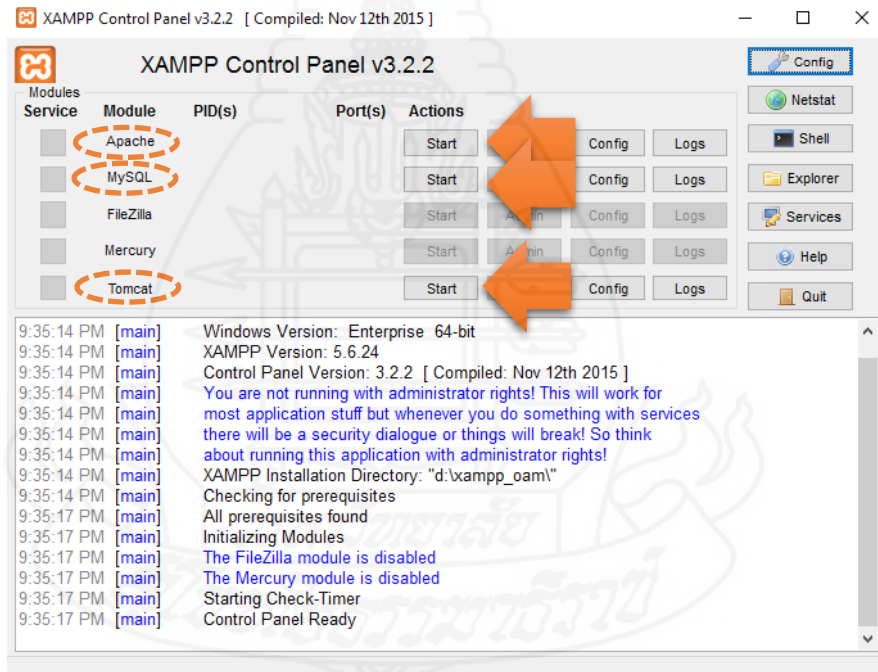 XAMPP Control Panel v3.2.2 [ Compiled: Nov 12th 2015 ]
XAMPP Control Panel v3.2.2
Config
Modules
Service Module PID(s) Port(s) Actions
Netstat
Apache Start Config Logs
Shell
MySQL Start Config Logs
Explorer
FileZilla Start Config Logs
Services
Mercury Start Config Logs
Help
Tomcat Start Config Logs
Quit
9:35:14 PM [main] Windows Version: Enterprise 64-bit
9:35:14 PM [main] XAMPP Version: 5.6.24
9:35:14 PM [main] Control Panel Version: 3.2.2 [ Compiled: Nov 12th 2015 ]
9:35:14 PM [main] You are not running with administrator rights! This will work for
9:35:14 PM [main] most application stuff but whenever you do something with services
9:35:14 PM [main] there will be a security dialogue or things will break! So think
9:35:14 PM [main] about running this application with administrator rights!
9:35:14 PM [main] XAMPP Installation Directory: "d:\xampp_oam\"
9:35:14 PM [main] Checking for prerequisites
9:35:17 PM [main] All prerequisites found
9:35:17 PM [main] Initializing Modules
9:35:17 PM [main] The FileZilla module is disabled
9:35:17 PM [main] The Mercury module is disabled
9:35:17 PM [main] Starting Check-Timer
9:35:17 PM [main] Control Panel Ready